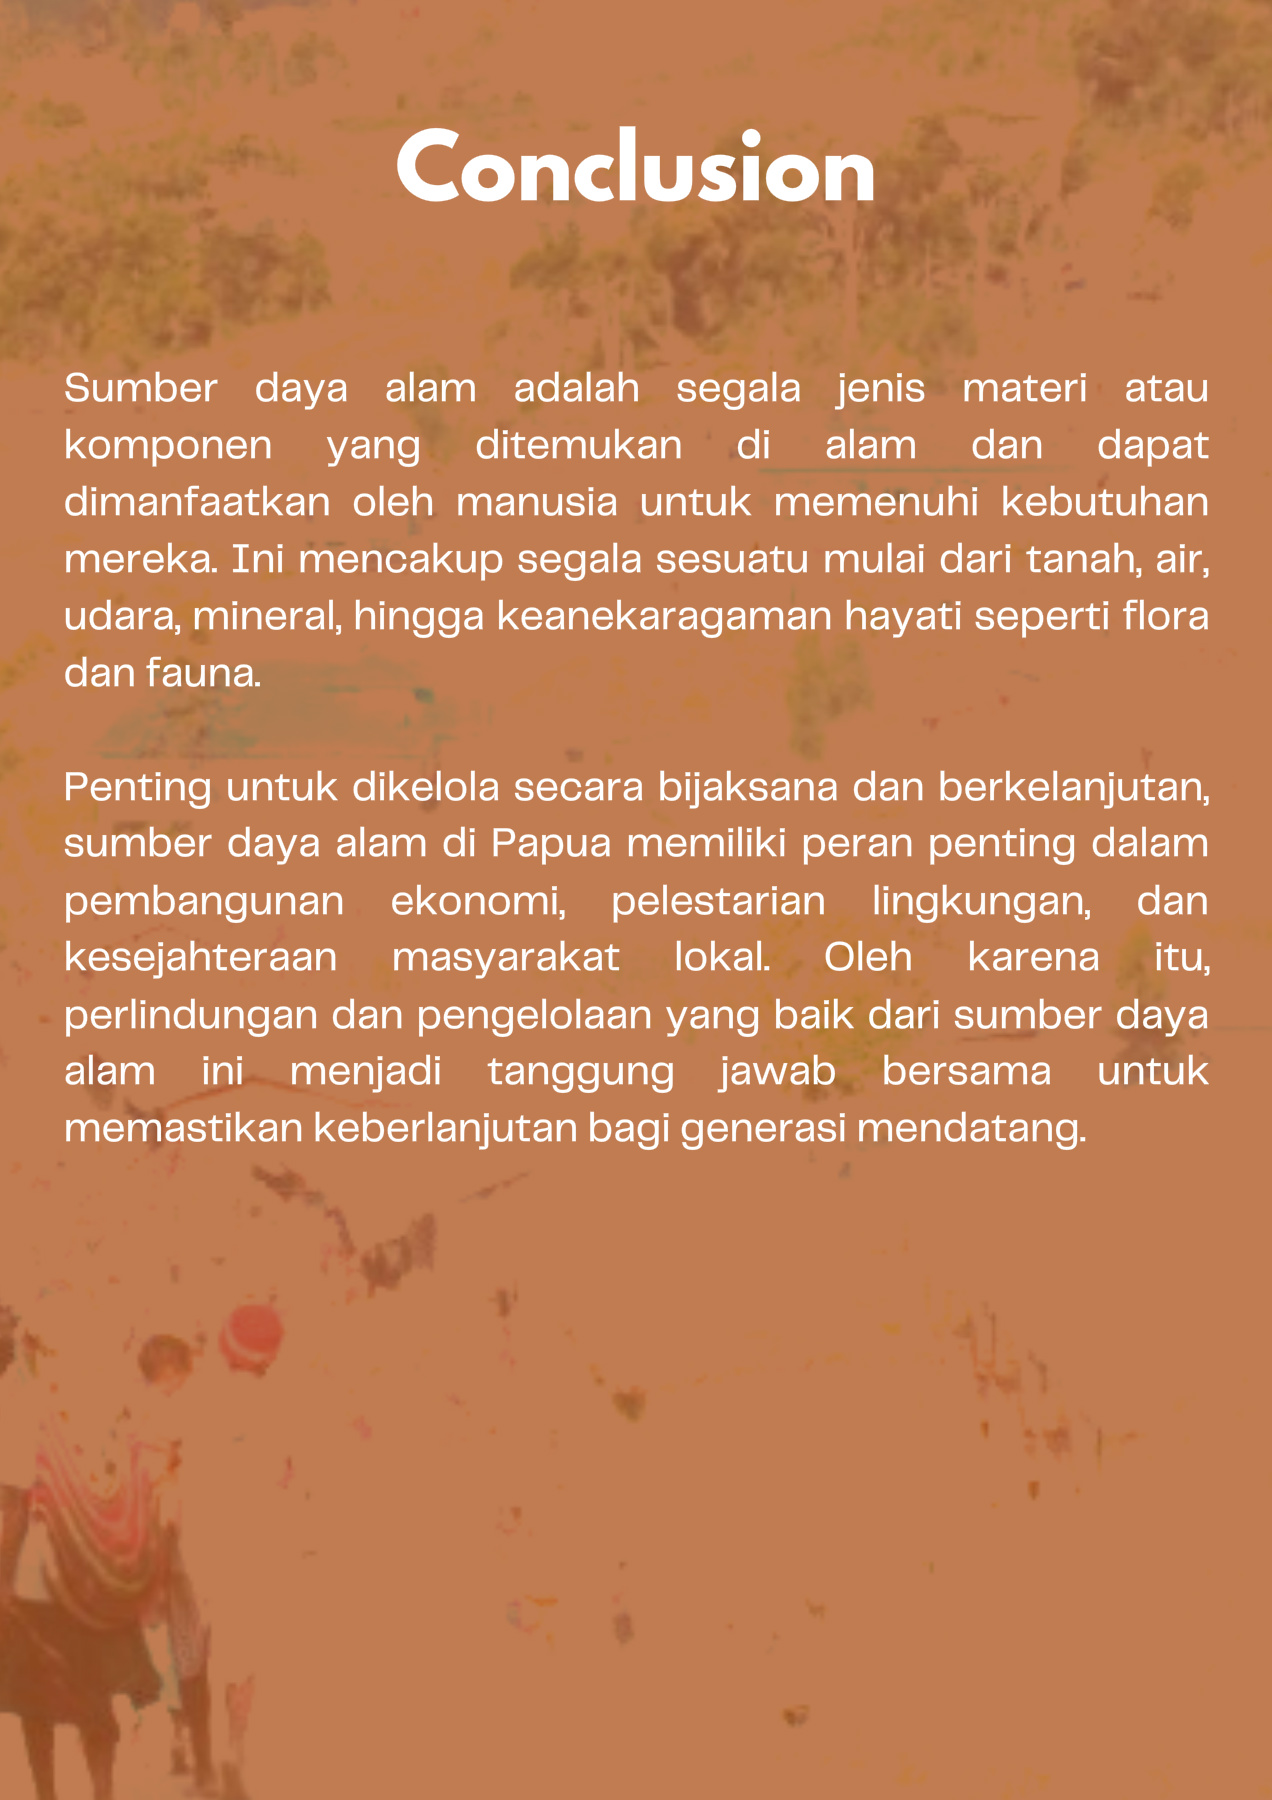 Conclusion
Sumber daya alam adalah segala jenis materi atau
komponen yang ditemukan di alam dan dapat
dimanfaatkan oleh manusia untuk memenuhi kebutuhan
mereka. Ini mencakup segala sesuatu mulai dari tanah, air,
udara, mineral, hingga keanekaragaman hayati seperti flora
dan fauna.
Penting untuk dikelola secara bijaksana dan berkelanjutan,
sumber daya alam di Papua memiliki peran penting dalam
pembangunan ekonomi, pelestarian lingkungan, dan
kesejahteraan masyarakat lokal. Oleh karena itu,
perlindungan dan pengelolaan yang baik dari sumber daya
alam ini menjadi tanggung jawab bersama untuk
memastikan keberlanjutan bagi generasi mendatang.